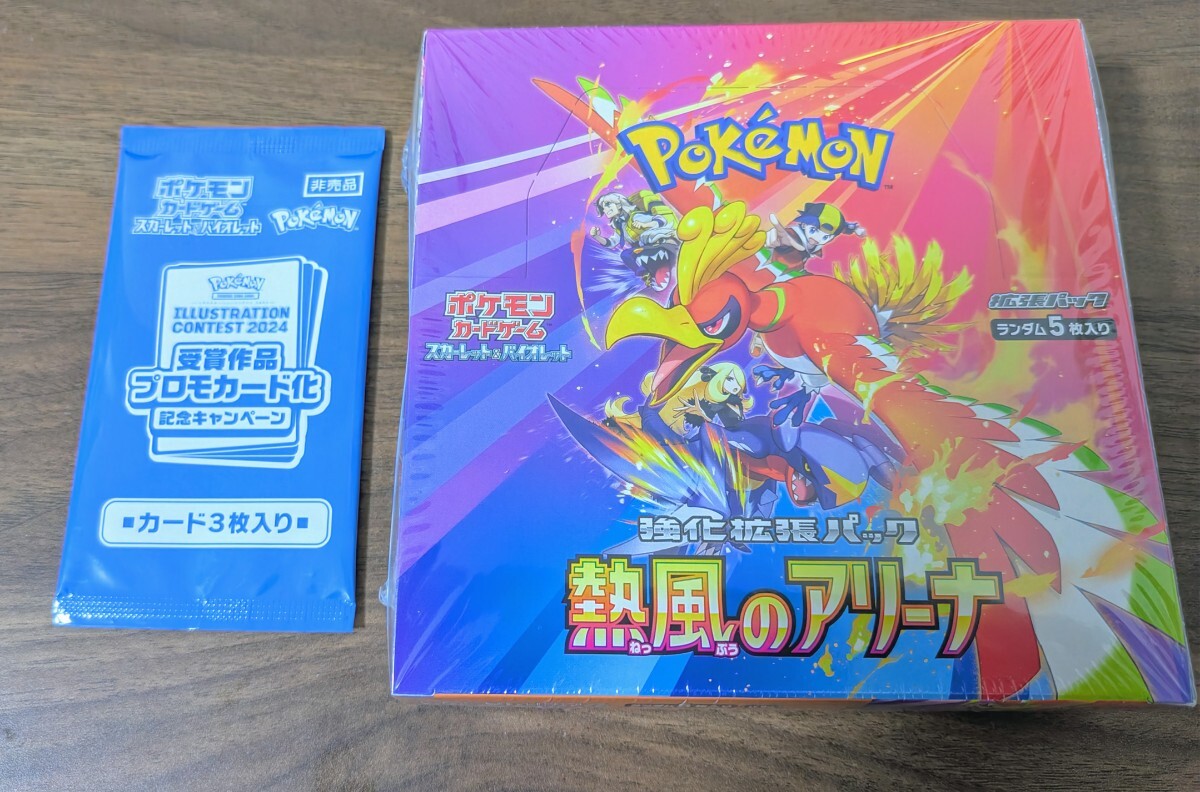 ポケモン
カードゲーム
スカーレット&バイオレット
非売品
POKÉMON
POKÉMON
ILLUSTRATION
CONTEST 2024
受賞作品
プロモカード化
記念キャンペーン
■カード3枚入り■
POKÉMON
ポケモン
カードゲーム
スカーレット&バイオレット
拡張パック
ランダム5枚入り
強化拡張パック
熱風のアリーナ
ねっ ぷう